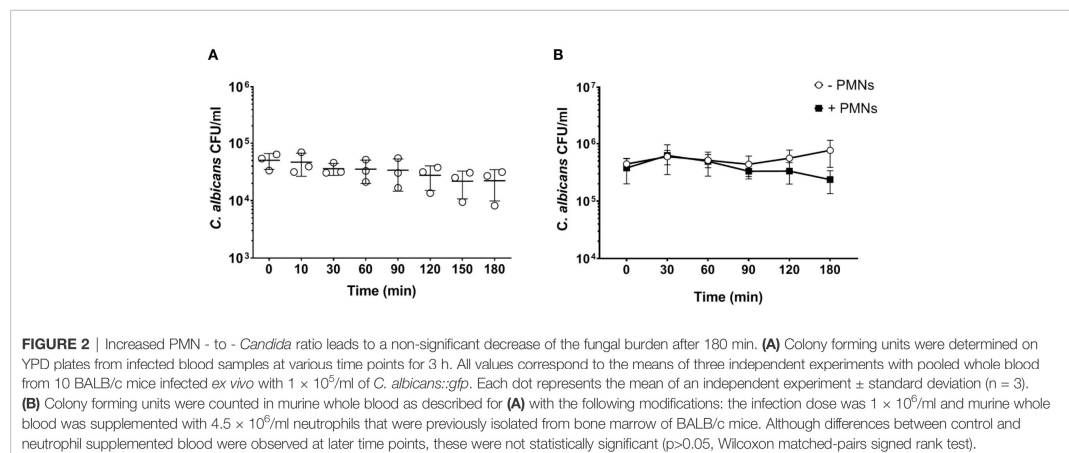 A
B
10⁶
10⁵
10⁴
10³
C. albicans CFU/ml
0 10 30 60 90 120 150 180
Time (min)
10⁷
10⁶
10⁵
10⁴
C. albicans CFU/ml
0 30 60 90 120 180
Time (min)
- PMNs
+ PMNs
FIGURE 2 | Increased PMN - to - Candida ratio leads to a non-significant decrease of the fungal burden after 180 min. (A) Colony forming units were determined on
YPD plates from infected blood samples at various time points for 3 h. All values correspond to the means of three independent experiments with pooled whole blood
from 10 BALB/c mice infected ex vivo with 1 × 10⁵/ml of C. albicans::gfp. Each dot represents the mean of an independent experiment ± standard deviation (n = 3).
(B) Colony forming units were counted in murine whole blood as described for (A) with the following modifications: the infection dose was 1 × 10⁶/ml and murine whole
blood was supplemented with 4.5 × 10⁶/ml neutrophils that were previously isolated from bone marrow of BALB/c mice. Although differences between control and
neutrophil supplemented blood were observed at later time points, these were not statistically significant (p>0.05, Wilcoxon matched-pairs signed rank test).